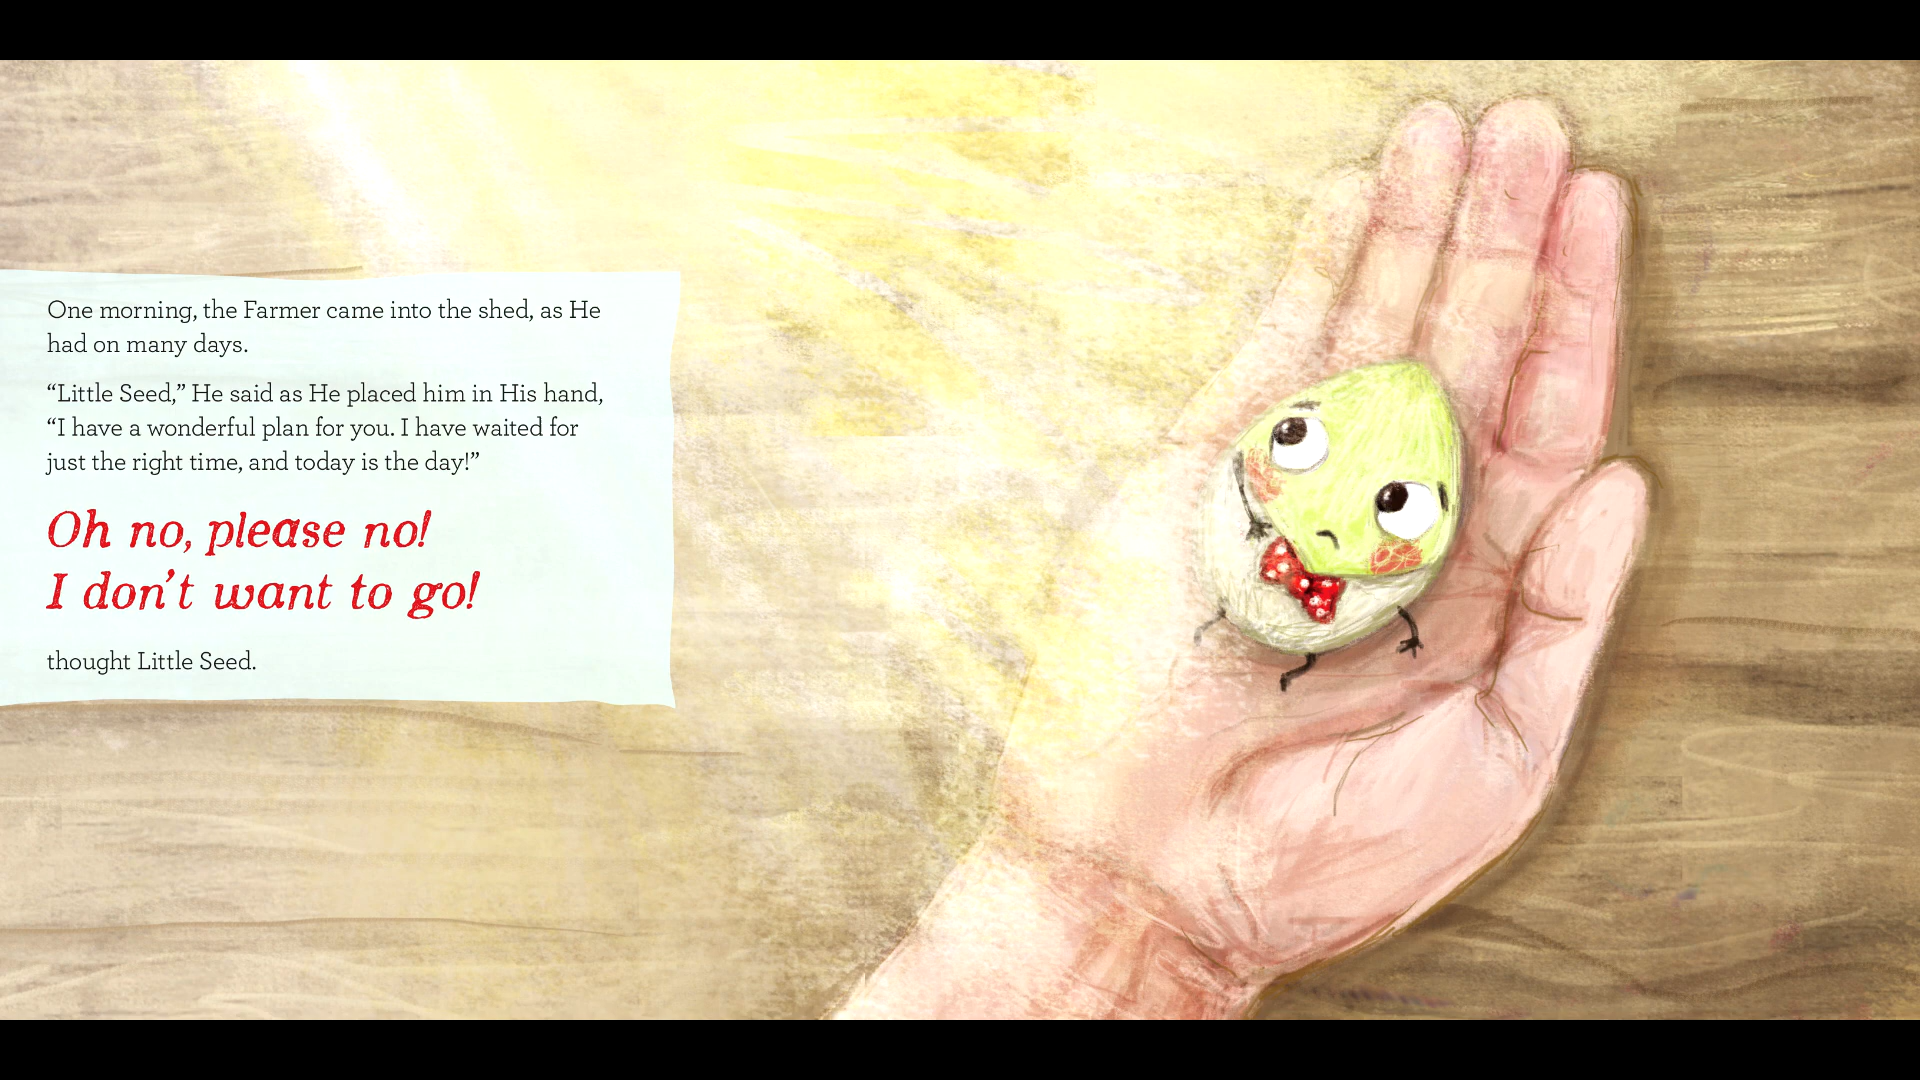 One morning, the Farmer came into the shed, as He
had on many days.
“Little Seed,” He said as He placed him in His hand,
“I have a wonderful plan for you. I have waited for
just the right time, and today is the day!”
Oh no, please no!
I don’t want to go!
thought Little Seed.